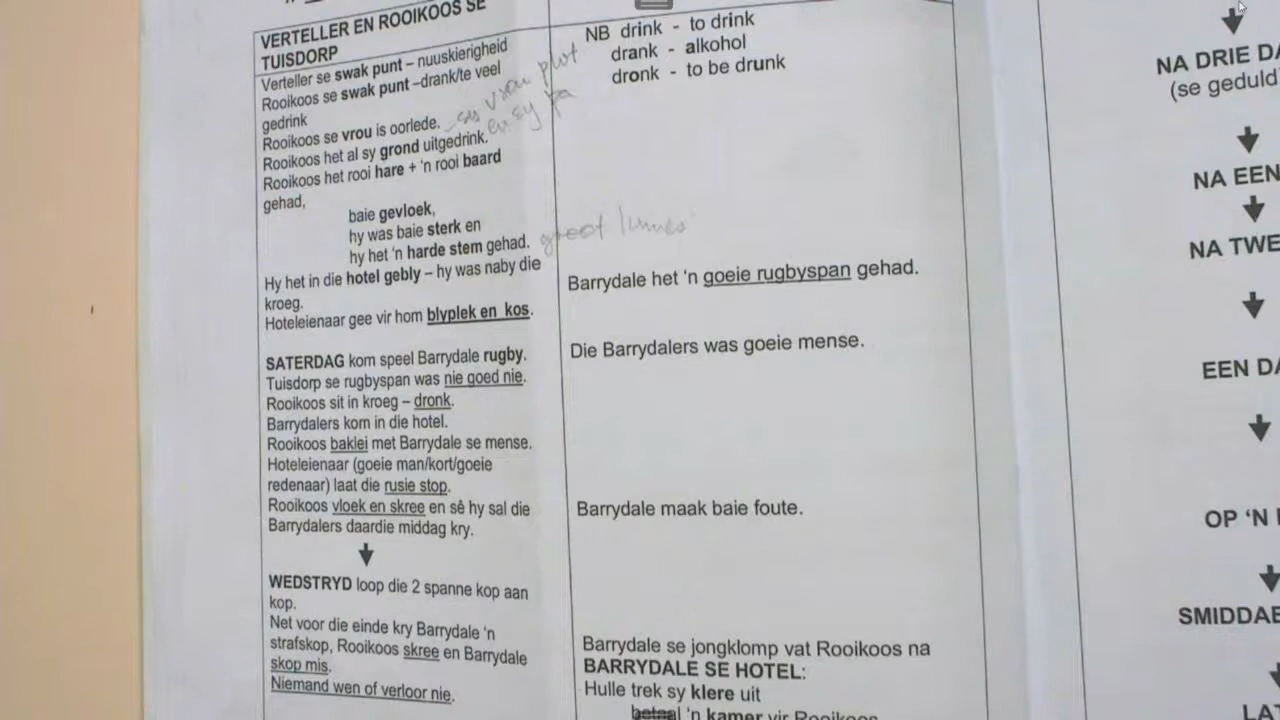 VERTELLER EN ROOIKOOS SE
TUISDORP
Verteller se swak punt – nuuskierigheid
Rooikoos se swak punt –drank/te veel
gedrink
Rooikoos se vrou is oorlede.
Rooikoos het al sy grond uitgedrink.
Rooikoos het rooi hare + 'n rooi baard
gehad,
baie gevloek,
hy was baie sterk en
hy het 'n harde stem gehad.
Hy het in die hotel gebly – hy was naby die
kroeg.
Hoteleienaar gee vir hom blyplek en kos.
SATERDAG kom speel Barrydale rugby.
Tuisdorp se rugbyspan was nie goed nie.
Rooikoos sit in kroeg – dronk.
Barrydalers kom in die hotel.
Rooikoos baklei met Barrydale se mense.
Hoteleienaar (goeie man/kort/goeie
redenaar) laat die rusie stop.
Rooikoos vloek en skree en sê hy sal die
Barrydalers daardie middag kry.
WEDSTRYD loop die 2 spanne kop aan
kop.
Net voor die einde kry Barrydale 'n
strafskop, Rooikoos skree en Barrydale
skop mis.
Niemand wen of verloor nie.
NB drink - to drink
drank - alkohol
dronk - to be drunk
vrou
en sy
groot
Barrydale het 'n goeie rugbyspan gehad.
Die Barrydalers was goeie mense.
Barrydale maak baie foute.
Barrydale se jongklomp vat Rooikoos na
BARRYDALE SE HOTEL:
Hulle trek sy klere uit
betaal 'n kamer vir Rooikoos
NA DRIE DA
(se geduld
NA EEN
NA TWE
EEN DA
OP 'N
SMIDDAE
LA